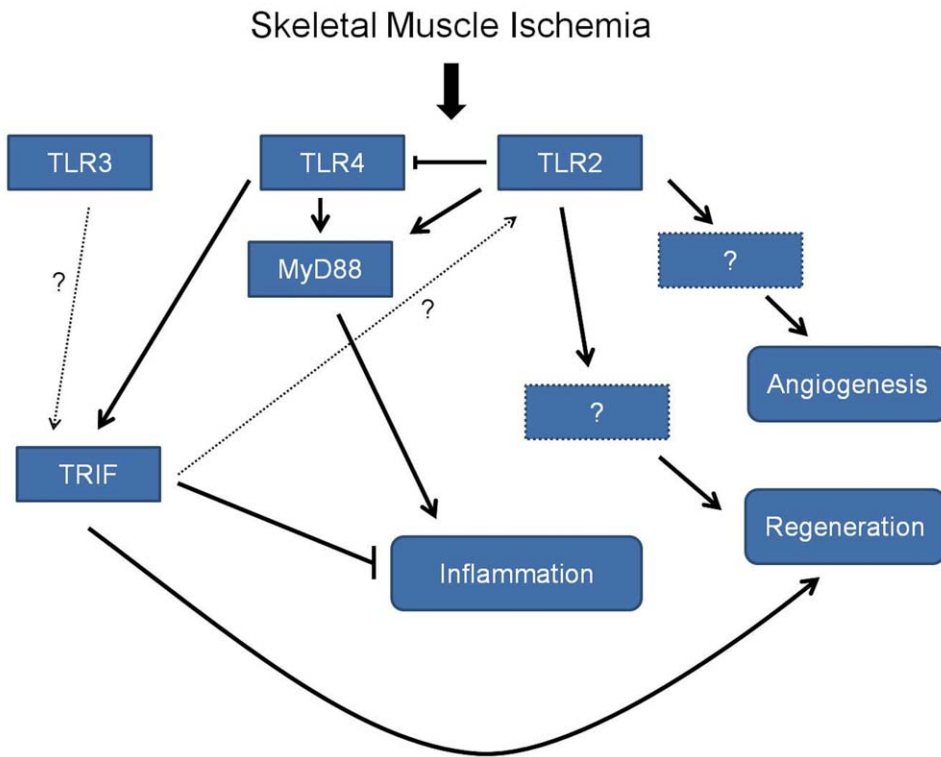 Skeletal Muscle Ischemia
TLR3
TLR4
TLR2
MyD88
?
?
?
Angiogenesis
?
TRIF
Regeneration
Inflammation